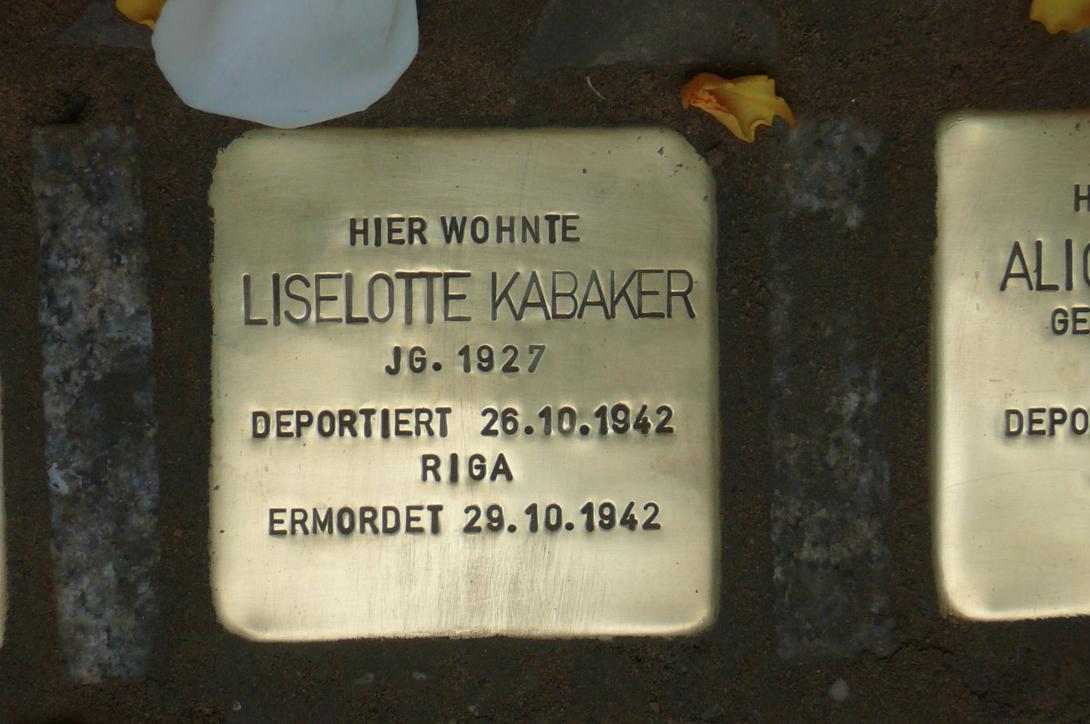 HIER WOHNTE
LISELOTTE KABAKER
JG. 1927
DEPORTIERT 26.10.1942
RIGA
ERMORDET 29.10.1942